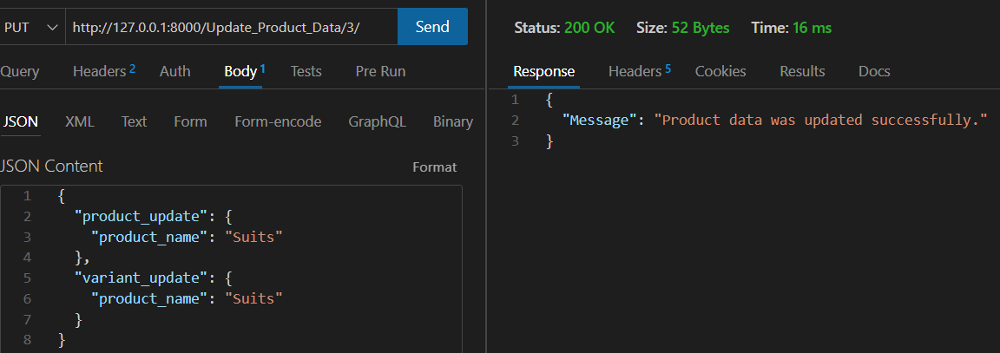 PUT http://127.0.0.1:8000/Update_Product_Data/3/ Send
Query Headers 2 Auth Body 1 Tests Pre Run
JSON XML Text Form Form-encode GraphQL Binary
JSON Content Format
1 {
2 "product_update": {
3 "product_name": "Suits"
4 },
5 "variant_update": {
6 "product_name": "Suits"
7 }
8 }
Status: 200 OK Size: 52 Bytes Time: 16 ms
Response Headers 5 Cookies Results Docs
1 {
2 "Message": "Product data was updated successfully."
3 }